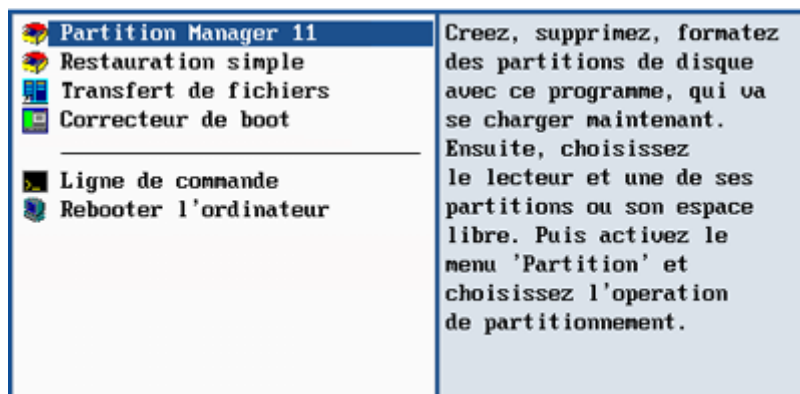 Partition Manager 11
Restauration simple
Transfert de fichiers
Correcteur de boot
Ligne de commande
Rebooter l'ordinateur
Creez, supprimez, formatez
des partitions de disque
avec ce programme, qui va
se charger maintenant.
Ensuite, choisissez
le lecteur et une de ses
partitions ou son espace
libre. Puis activez le
menu 'Partition' et
choisissez l'operation
de partitionnement.